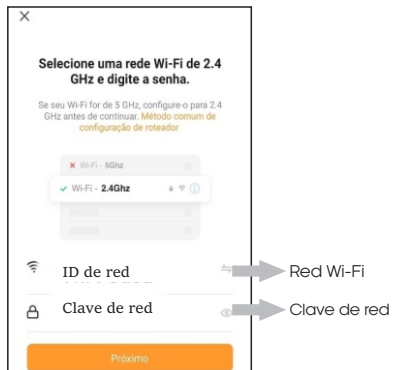 Selecione uma rede Wi-Fi de 2.4
GHz e digite a senha.
Se seu Wi-Fi for de 5 GHz, configure-o para 2.4
GHz antes de continuar. Método comum de
configuração de roteador
Wi-Fi - 5Ghz
Wi-Fi - 2.4Ghz
ID de red
Red Wi-Fi
Clave de red
Clave de red
Próximo